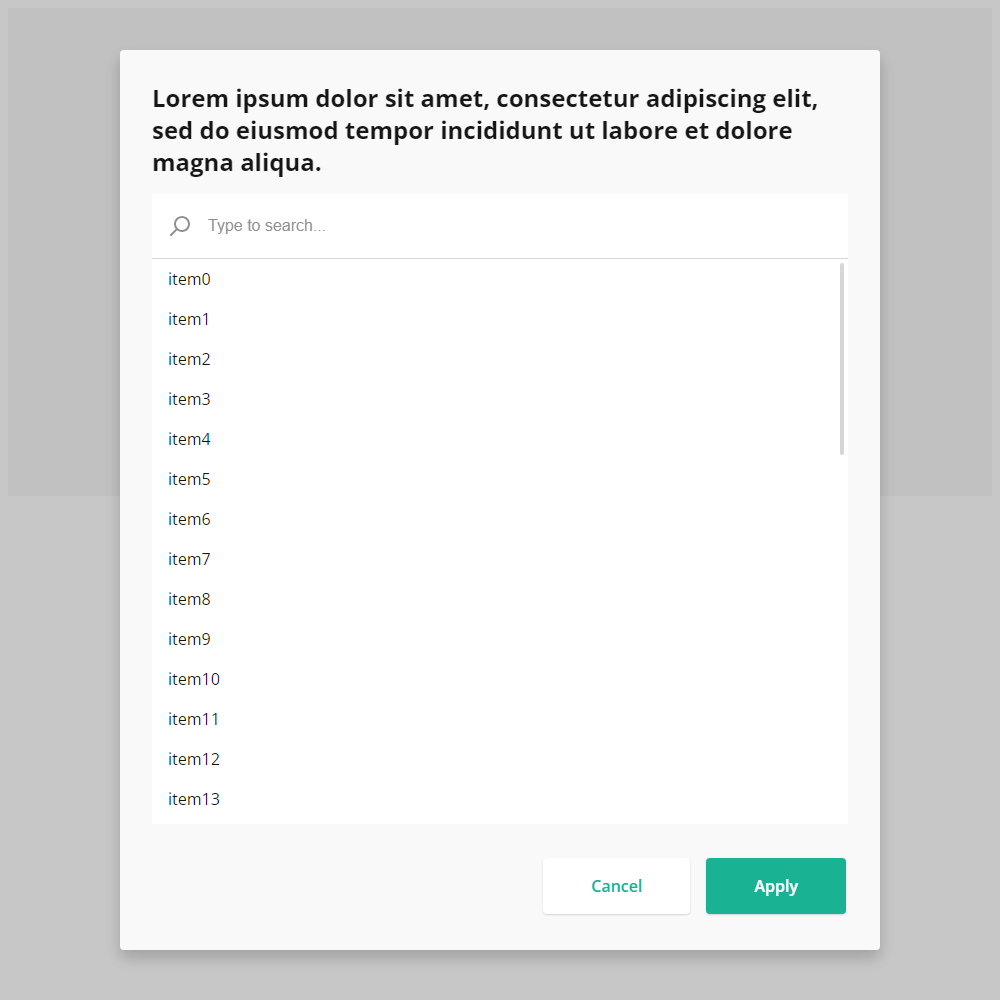 Lorem ipsum dolor sit amet, consectetur adipiscing elit,
sed do eiusmod tempor incididunt ut labore et dolore
magna aliqua.
Type to search...
item0
item1
item2
item3
item4
item5
item6
item7
item8
item9
item10
item11
item12
item13
Cancel
Apply